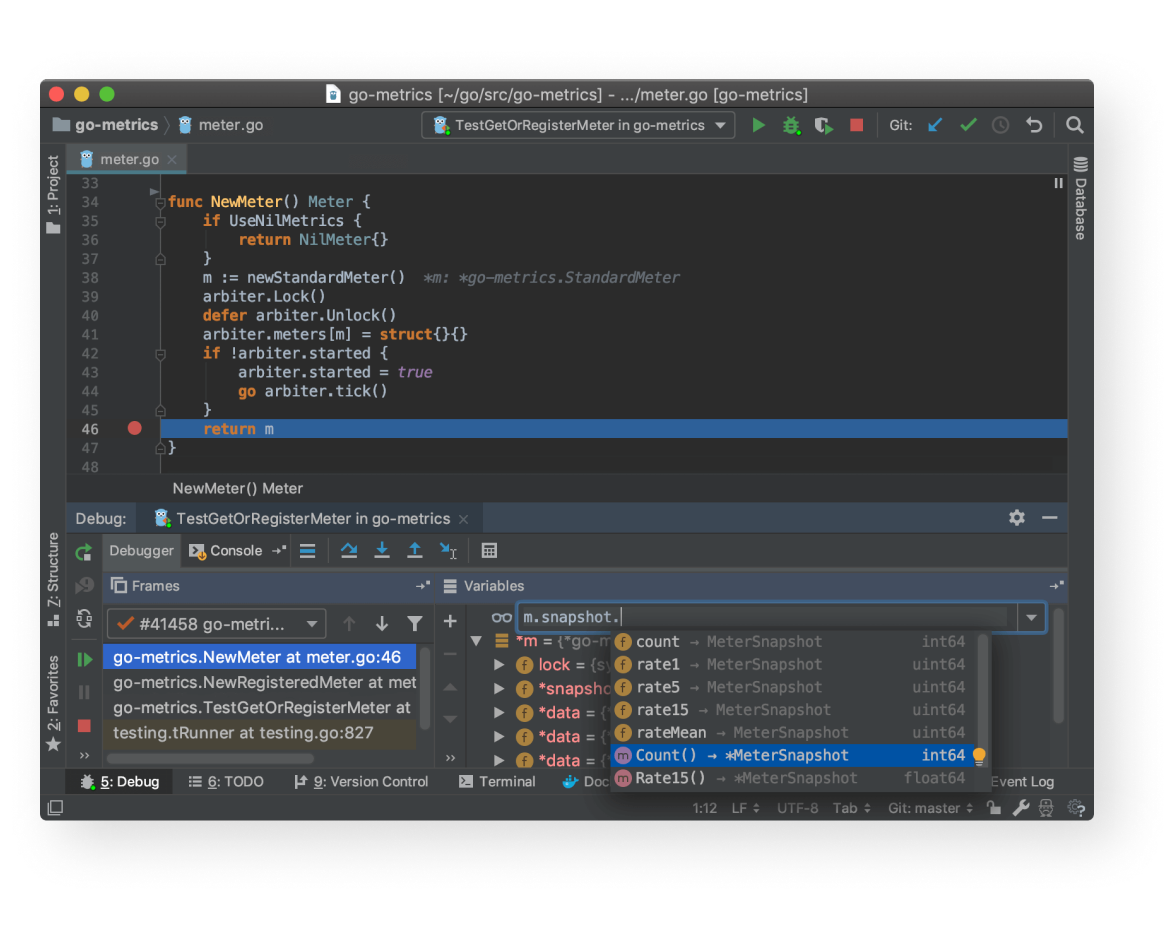 go-metrics [~/go/src/go-metrics] - .../meter.go [go-metrics]
go-metrics meter.go TestGetOrRegisterMeter in go-metrics Git:
meter.go
1: Project
Database
33
34 func NewMeter() Meter {
35 if UseNilMetrics {
36 return NilMeter{}
37 }
38 m := newStandardMeter() *m: *go-metrics.StandardMeter
39 arbiter.Lock()
40 defer arbiter.Unlock()
41 arbiter.meters[m] = struct{}{}
42 if !arbiter.started {
43 arbiter.started = true
44 go arbiter.tick()
45 }
46 return m
47 }
48
NewMeter() Meter
Debug: TestGetOrRegisterMeter in go-metrics
Z: Structure
2: Favorites
Debugger Console
Frames
#41458 go-metri...
go-metrics.NewMeter at meter.go:46
go-metrics.NewRegisteredMeter at met
go-metrics.TestGetOrRegisterMeter at
testing.tRunner at testing.go:827
Variables
m.snapshot.
*m = {*go-m
lock = {sy
*snapsho
*data = {
*data = {
*data = {
f count → MeterSnapshot int64
f rate1 → MeterSnapshot uint64
f rate5 → MeterSnapshot uint64
f rate15 → MeterSnapshot uint64
f rateMean → MeterSnapshot uint64
m Count() → *MeterSnapshot int64
m Rate15() → *MeterSnapshot float64
5: Debug 6: TODO 9: Version Control Terminal Doc Event Log
1:12 LF UTF-8 Tab Git: master